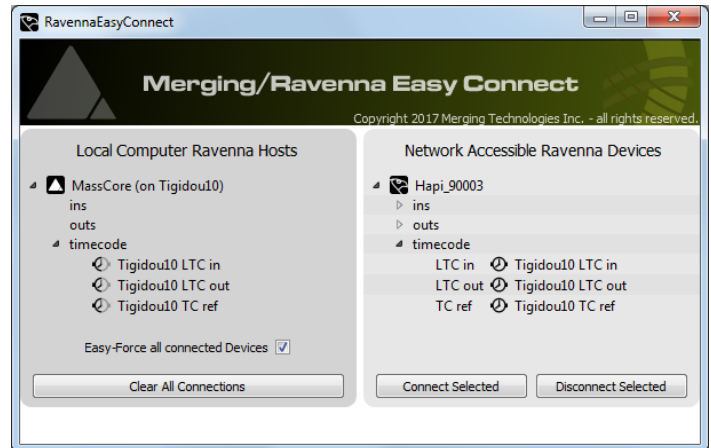 RavennaEasyConnect
Merging/Ravenna Easy Connect
Copyright 2017 Merging Technologies Inc. - all rights reserved.
Local Computer Ravenna Hosts
MassCore (on Tigidou10)
ins
outs
timecode
Tigidou10 LTC in
Tigidou10 LTC out
Tigidou10 TC ref
Easy-Force all connected Devices
Clear All Connections
Network Accessible Ravenna Devices
Hapi_90003
ins
outs
timecode
LTC in Tigidou10 LTC in
LTC out Tigidou10 LTC out
TC ref Tigidou10 TC ref
Connect Selected Disconnect Selected